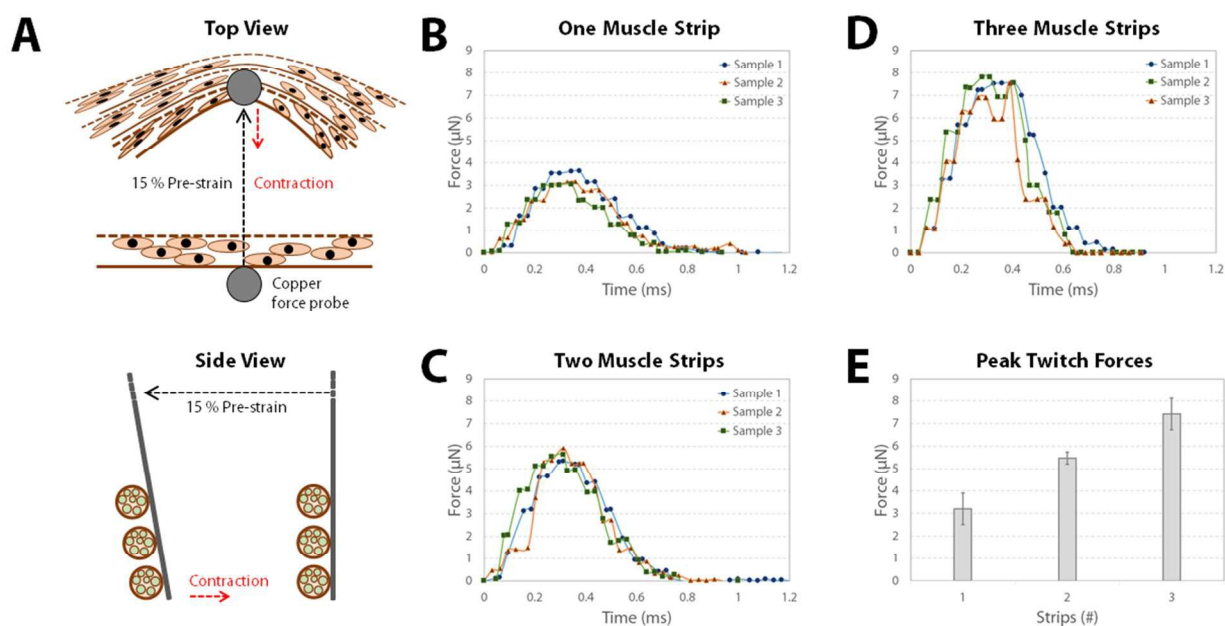 A
Top View
15 % Pre-strain
Contraction
Copper
force probe
Side View
15 % Pre-strain
Contraction
B
One Muscle Strip
Force (µN)
9
8
7
6
5
4
3
2
1
0
Sample 1
Sample 2
Sample 3
0 0.2 0.4 0.6 0.8 1 1.2
Time (ms)
C
Two Muscle Strips
Force (µN)
9
8
7
6
5
4
3
2
1
0
Sample 1
Sample 2
Sample 3
0 0.2 0.4 0.6 0.8 1 1.2
Time (ms)
D
Three Muscle Strips
Force (µN)
9
8
7
6
5
4
3
2
1
0
Sample 1
Sample 2
Sample 3
0 0.2 0.4 0.6 0.8 1 1.2
Time (ms)
E
Peak Twitch Forces
Force (µN)
9
8
7
6
5
4
3
2
1
0
1 2 3
Strips (#)